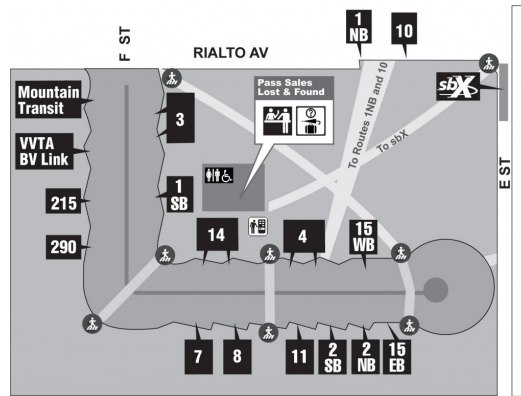 F ST
RIALTO AV
1
NB
10
Mountain
Transit
Pass Sales
Lost & Found
?
sbX
3
To Routes 1NB and 10
To sbX
E ST
VVTA
BV Link
215
1
SB
290
14
4
15
WB
7
8
11
2
SB
2
NB
15
EB